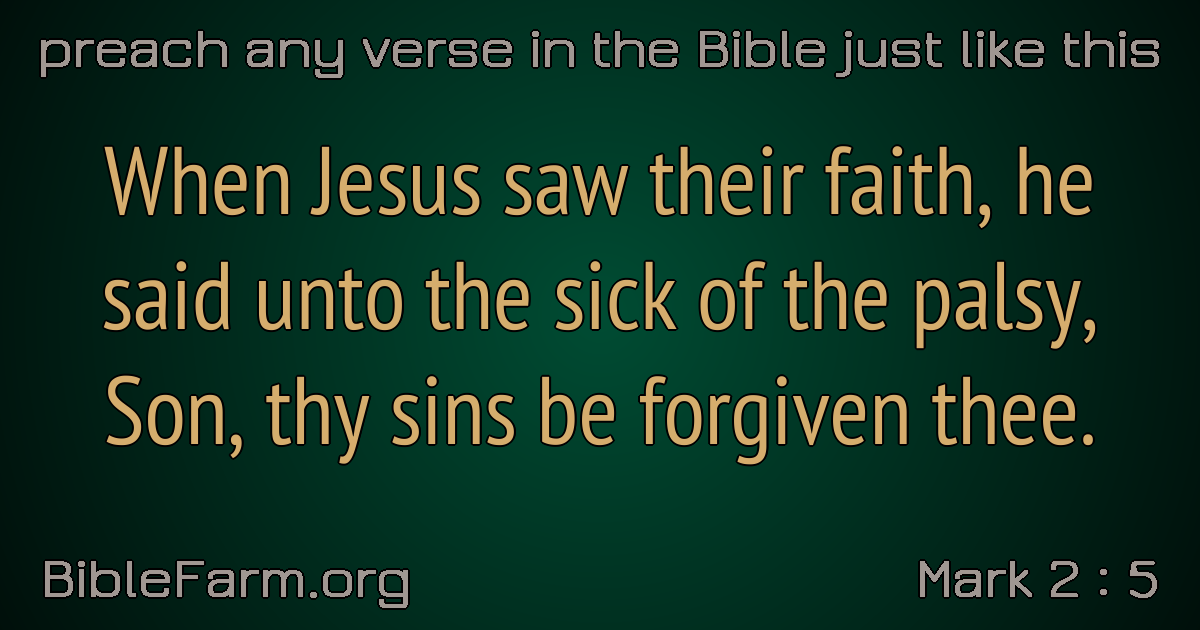 preach any verse in the Bible just like this
When Jesus saw their faith, he
said unto the sick of the palsy,
Son, thy sins be forgiven thee.
BibleFarm.org
Mark 2 : 5